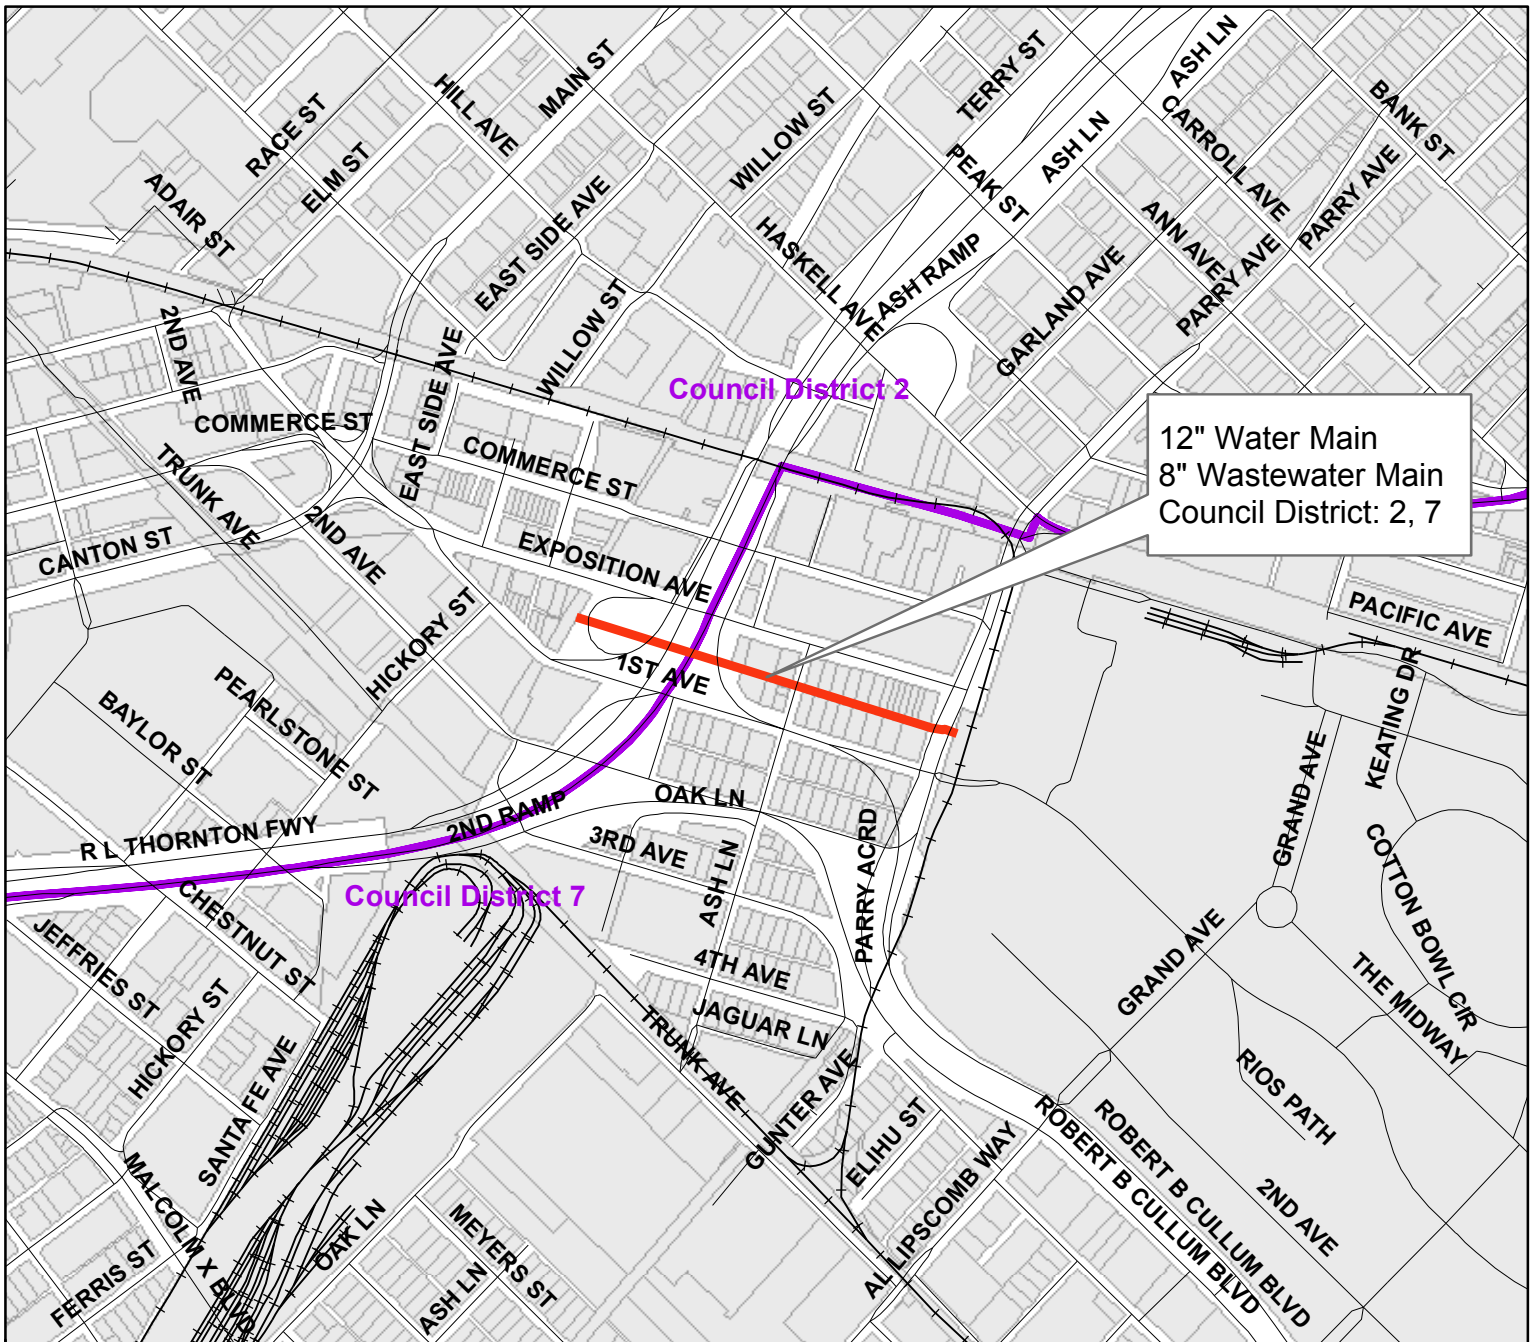 ASH LN
MAIN ST
TERRY ST
HILL AVE
BANK ST
RACE ST
WILLOW ST
CARROLL AVE
ELM ST
ASH LN
PEAK ST
PARRY AVE
ADAIR ST
EAST SIDE AVE
ANN AVE
HASKELL AVE
ASH RAMP
PARRY AVE
GARLAND AVE
2ND AVE
WILLOW ST
EAST SIDE AVE
Council District 2
COMMERCE ST
COMMERCE ST
12" Water Main
8" Wastewater Main
Council District: 2, 7
TRUNK AVE
2ND AVE
CANTON ST
EXPOSITION AVE
HICKORY ST
PACIFIC AVE
1ST AVE
KEATING DR
PEARLSTONE ST
BAYLOR ST
GRAND AVE
OAK LN
2ND RAMP
R L THORNTON FWY
3RD AVE
PARRY ACRD
COTTON BOWL CIR
ASH LN
Council District 7
CHESTNUT ST
JEFFRIES ST
GRAND AVE
4TH AVE
THE MIDWAY
HICKORY ST
JAGUAR LN
TRUNK AVE
SANTA FE AVE
GUNTER AVE
RIOS PATH
ELIHU ST
ROBERT B CULLUM BLVD
ROBERT B CULLUM BLVD
AL LIPSCOMB WAY
2ND AVE
MALCOLM X BLVD
OAK LN
MEYERS ST
FERRIS ST
ASH LN